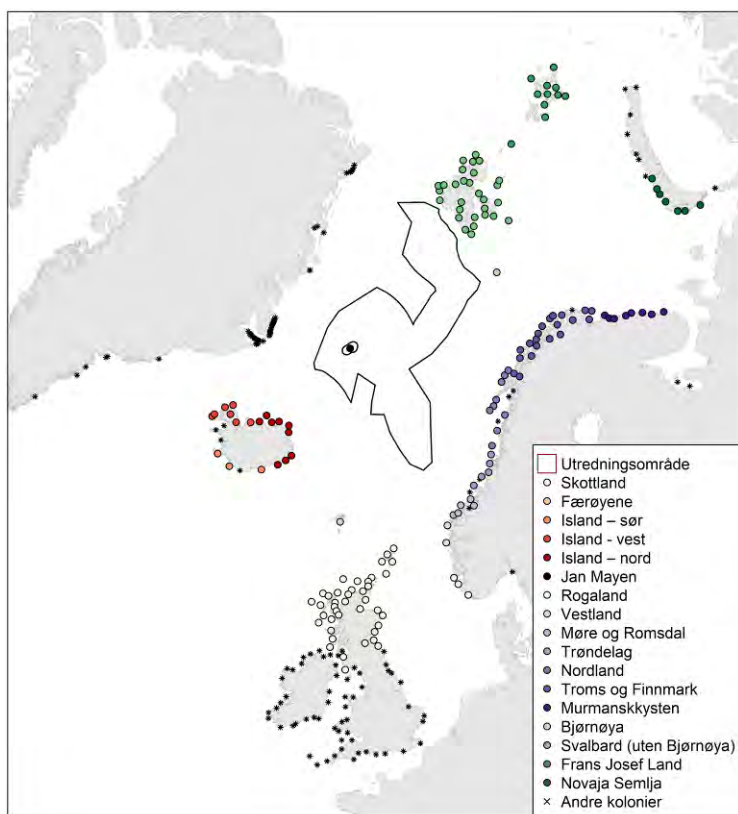 Utredningsområde
Skottland
Færøyene
Island – sør
Island - vest
Island – nord
Jan Mayen
Rogaland
Vestland
Møre og Romsdal
Trøndelag
Nordland
Troms og Finnmark
Murmanskkysten
Bjørnøya
Svalbard (uten Bjørnøya)
Frans Josef Land
Novaja Semlja
Andre kolonier